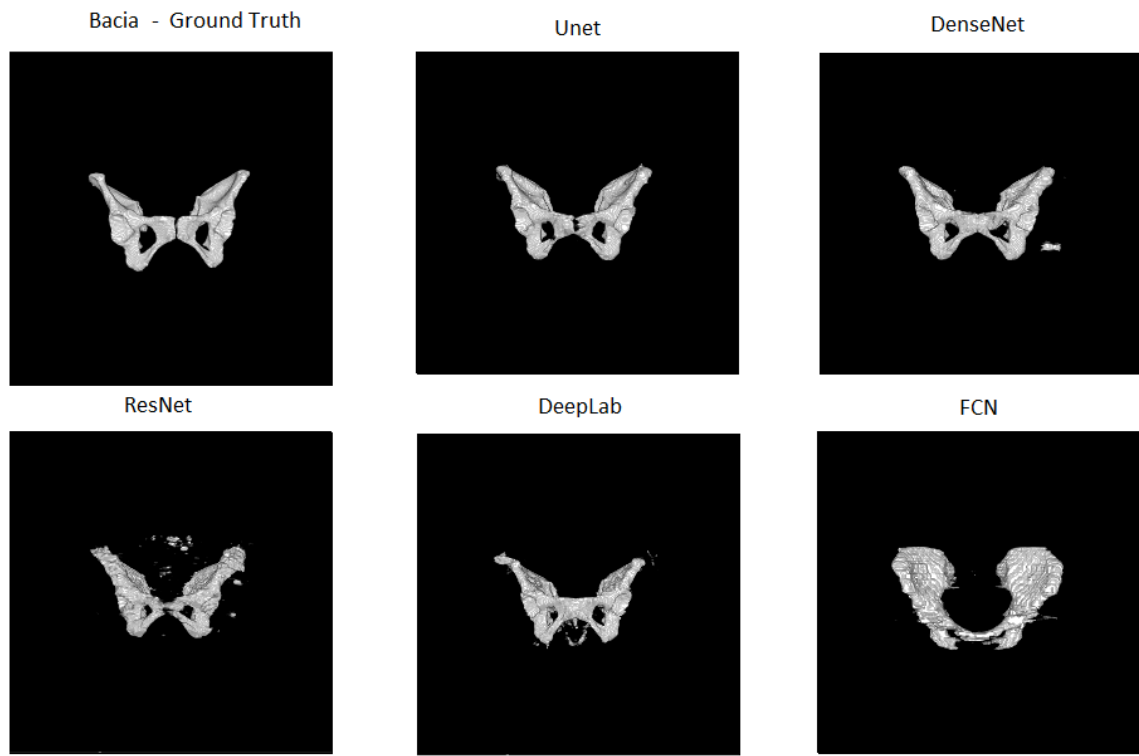 Bacia - Ground Truth
Unet
DenseNet
ResNet
DeepLab
FCN